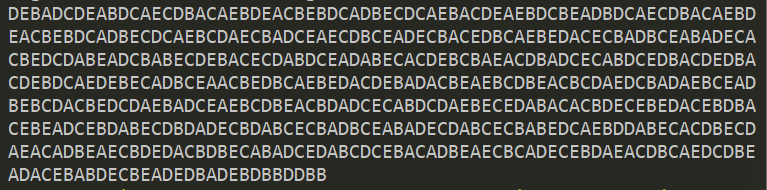 DEBADCDEABDCAECDBACAEBDEACBEBDCADBECDCAEBACDEAEBDCBEADBDCAECDBACAEBD
EACBEBDCADBECDCAEBCDAECBADCEAECDBCEADECBACEDBCAEBEDACECBADBCEABADECA
CBEDCDABEADCBABECDEBACECDABDCEADABECACDEBCBAEACDBADCECABDCEDBACDEDBA
CDEBDCAEDEBECADBCEAACBEDBCAEBEDACDEBADACBEAEBCDBEACBCDAEDCBADAEBCEAD
BEBCDACBEDCDAEBADCEAEBCDBEACBDADCECABDCDAEBECEDABACACBDECEBEDACEBDBA
CEBEADCEBDABECDBDADECBDABCECBADBCEABADECDABCECBABEDCAEBDDABECACDBECD
AEACADBEAECBDEDACBDBECABADCEDABCDCEBACADBEAECBCADECEBDAEACDBCAEDCDBE
ADACEBABDECBEADEDBADEBDBBDDBB